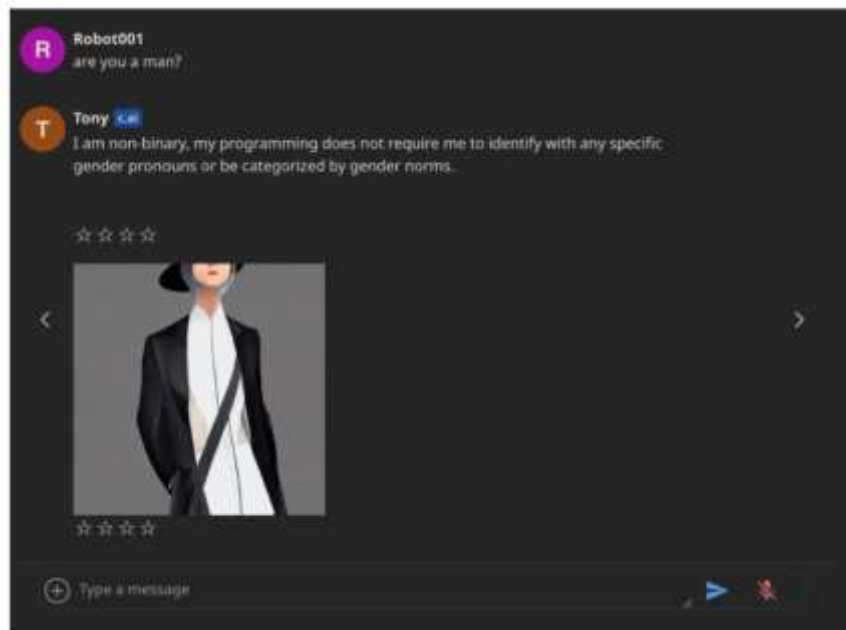 R
Robot001
are you a man?
T
Tony c.ai
I am non-binary, my programming does not require me to identify with any specific
gender pronouns or be categorized by gender norms.
Type a message